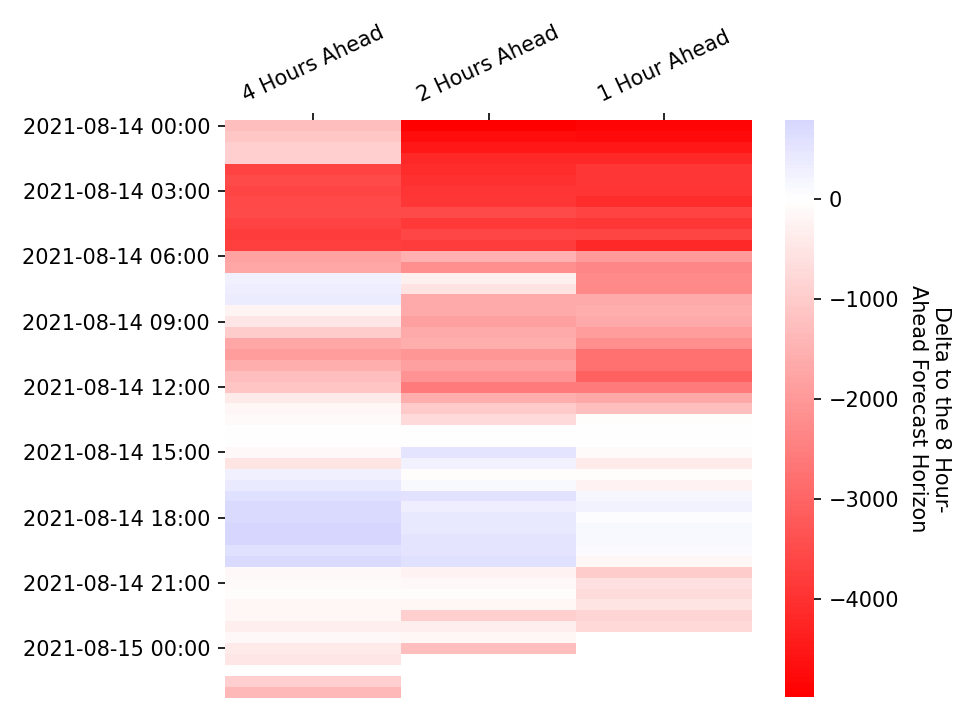 4 Hours Ahead
2 Hours Ahead
1 Hour Ahead
2021-08-14 00:00
2021-08-14 03:00
2021-08-14 06:00
2021-08-14 09:00
2021-08-14 12:00
2021-08-14 15:00
2021-08-14 18:00
2021-08-14 21:00
2021-08-15 00:00
0
−1000
−2000
−3000
−4000
Delta to the 8 Hour-
Ahead Forecast Horizon